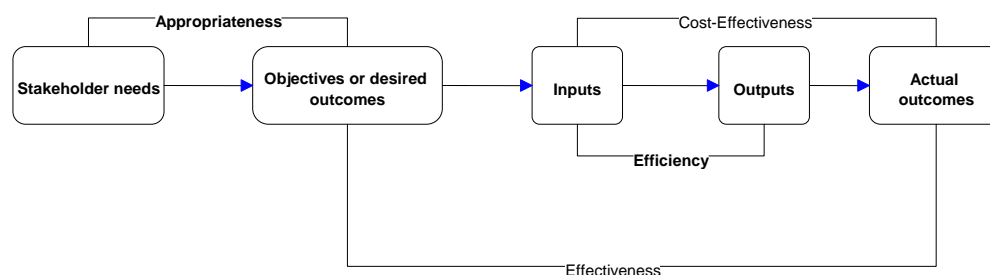 Appropriateness
Cost-Effectiveness
Stakeholder needs
Objectives or desired
outcomes
Inputs
Outputs
Actual
outcomes
Efficiency
Effectiveness